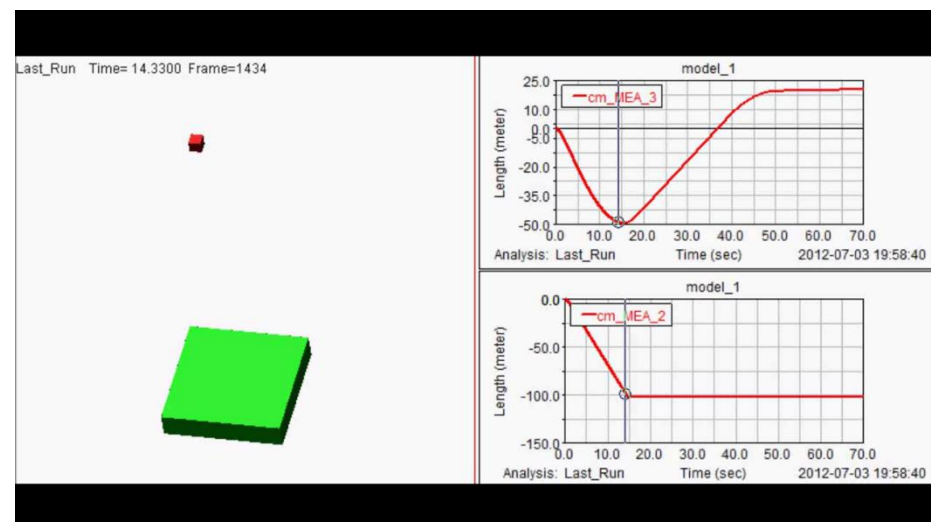 Last_Run Time= 14.3300 Frame=1434
model_1
25.0
10.0
0.0
-5.0
-20.0
-35.0
-50.0
Length (meter)
cm_MEA_3
0.0 10.0 20.0 30.0 40.0 50.0 60.0 70.0
Analysis: Last_Run Time (sec) 2012-07-03 19:58:40
model_1
0.0
-50.0
-100.0
-150.0
Length (meter)
cm_MEA_2
0.0 10.0 20.0 30.0 40.0 50.0 60.0 70.0
Analysis: Last_Run Time (sec) 2012-07-03 19:58:40